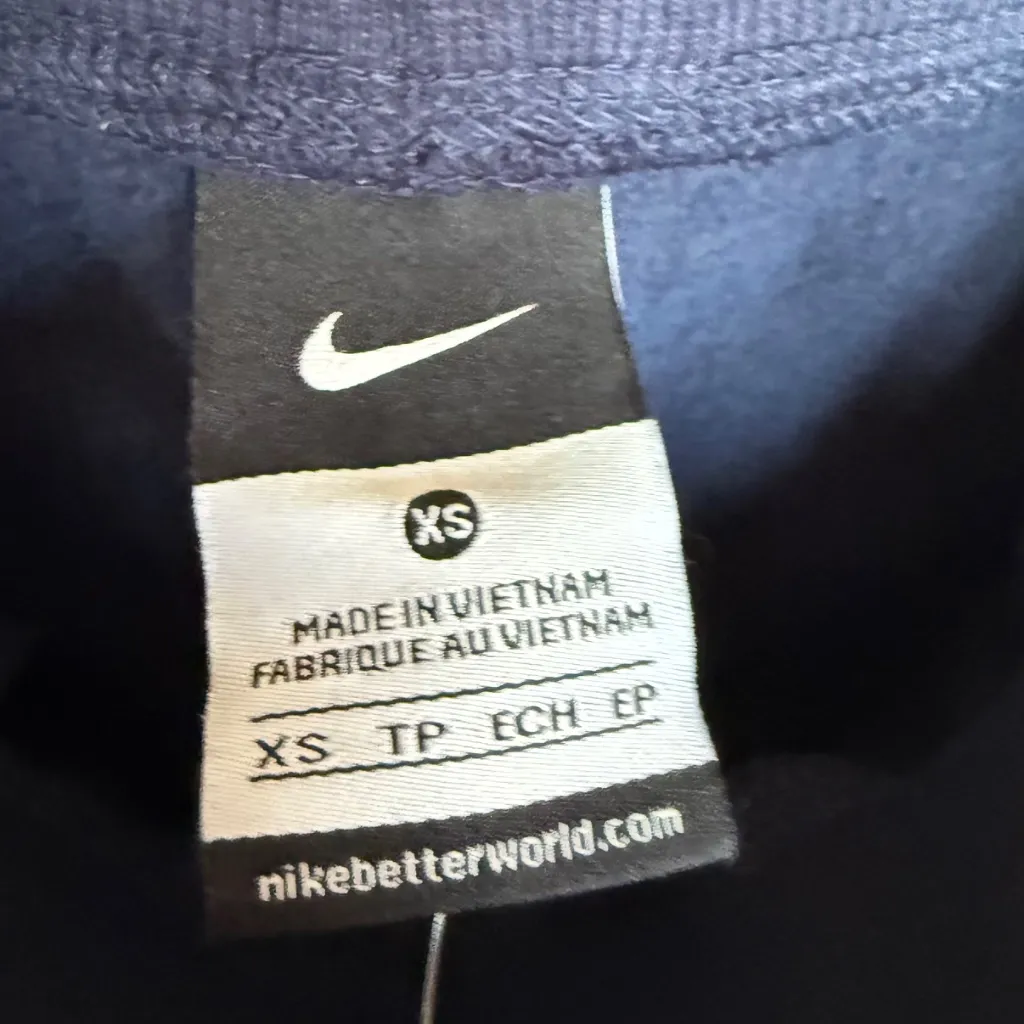 XS
MADE IN VIETNAM
FABRIQUE AU VIETNAM
XS TP ECH EP
nikebetterworld.com